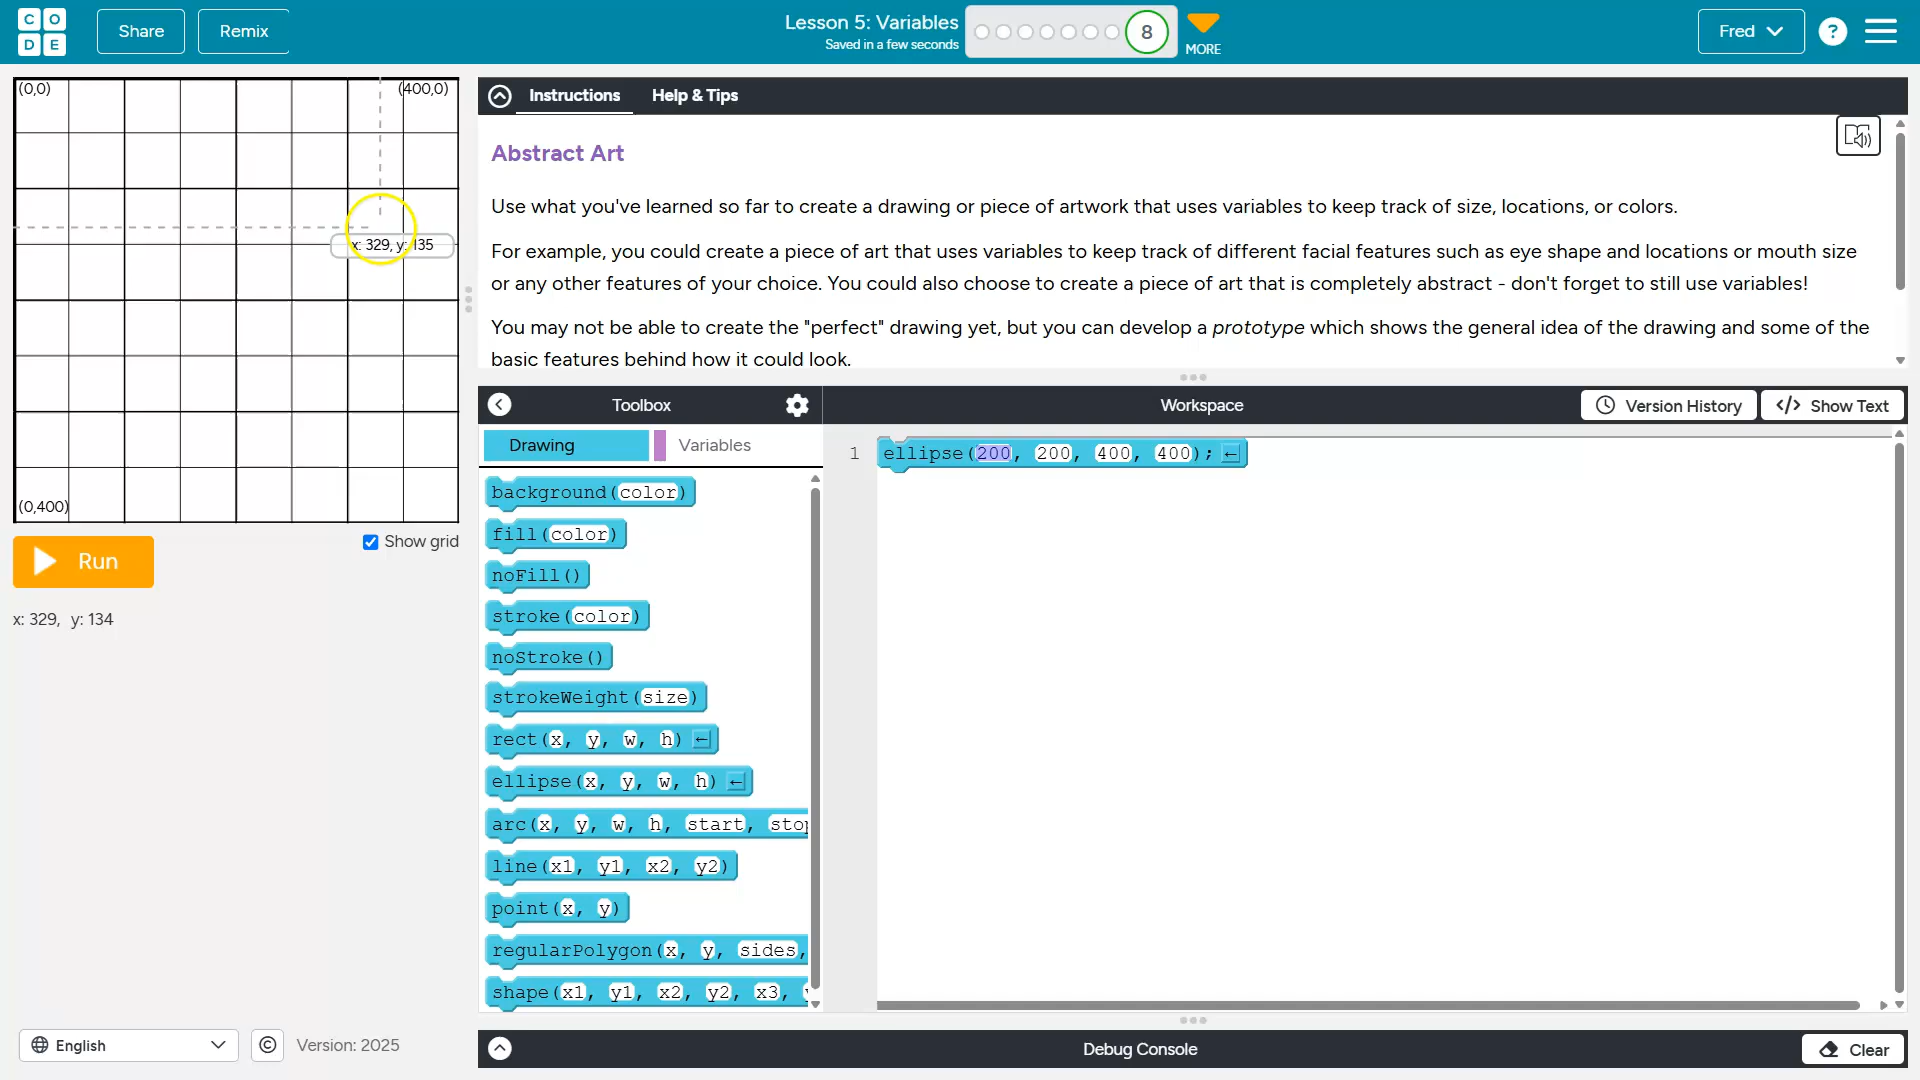 CODE
Share
Remix
Lesson 5: Variables
Saved in a few seconds
8
MORE
Fred
?
(0,0)
(400,0)
x: 329, y: 135
(0,400)
Run
Show grid
x: 329, y: 134
Instructions
Help & Tips
Abstract Art
Use what you've learned so far to create a drawing or piece of artwork that uses variables to keep track of size, locations, or colors.
For example, you could create a piece of art that uses variables to keep track of different facial features such as eye shape and locations or mouth size
or any other features of your choice. You could also choose to create a piece of art that is completely abstract - don't forget to still use variables!
You may not be able to create the "perfect" drawing yet, but you can develop a prototype which shows the general idea of the drawing and some of the
basic features behind how it could look.
Toolbox
Workspace
Version History
</> Show Text
Drawing
Variables
background(color)
fill(color)
noFill()
stroke(color)
noStroke()
strokeWeight(size)
rect(x, y, w, h) ←
ellipse(x, y, w, h) ←
arc(x, y, w, h, start, stop
line(x1, y1, x2, y2)
point(x, y)
regularPolygon(x, y, sides,
shape(x1, y1, x2, y2, x3,
1 ellipse(200, 200, 400, 400); ←
English
© Version: 2025
Debug Console
Clear